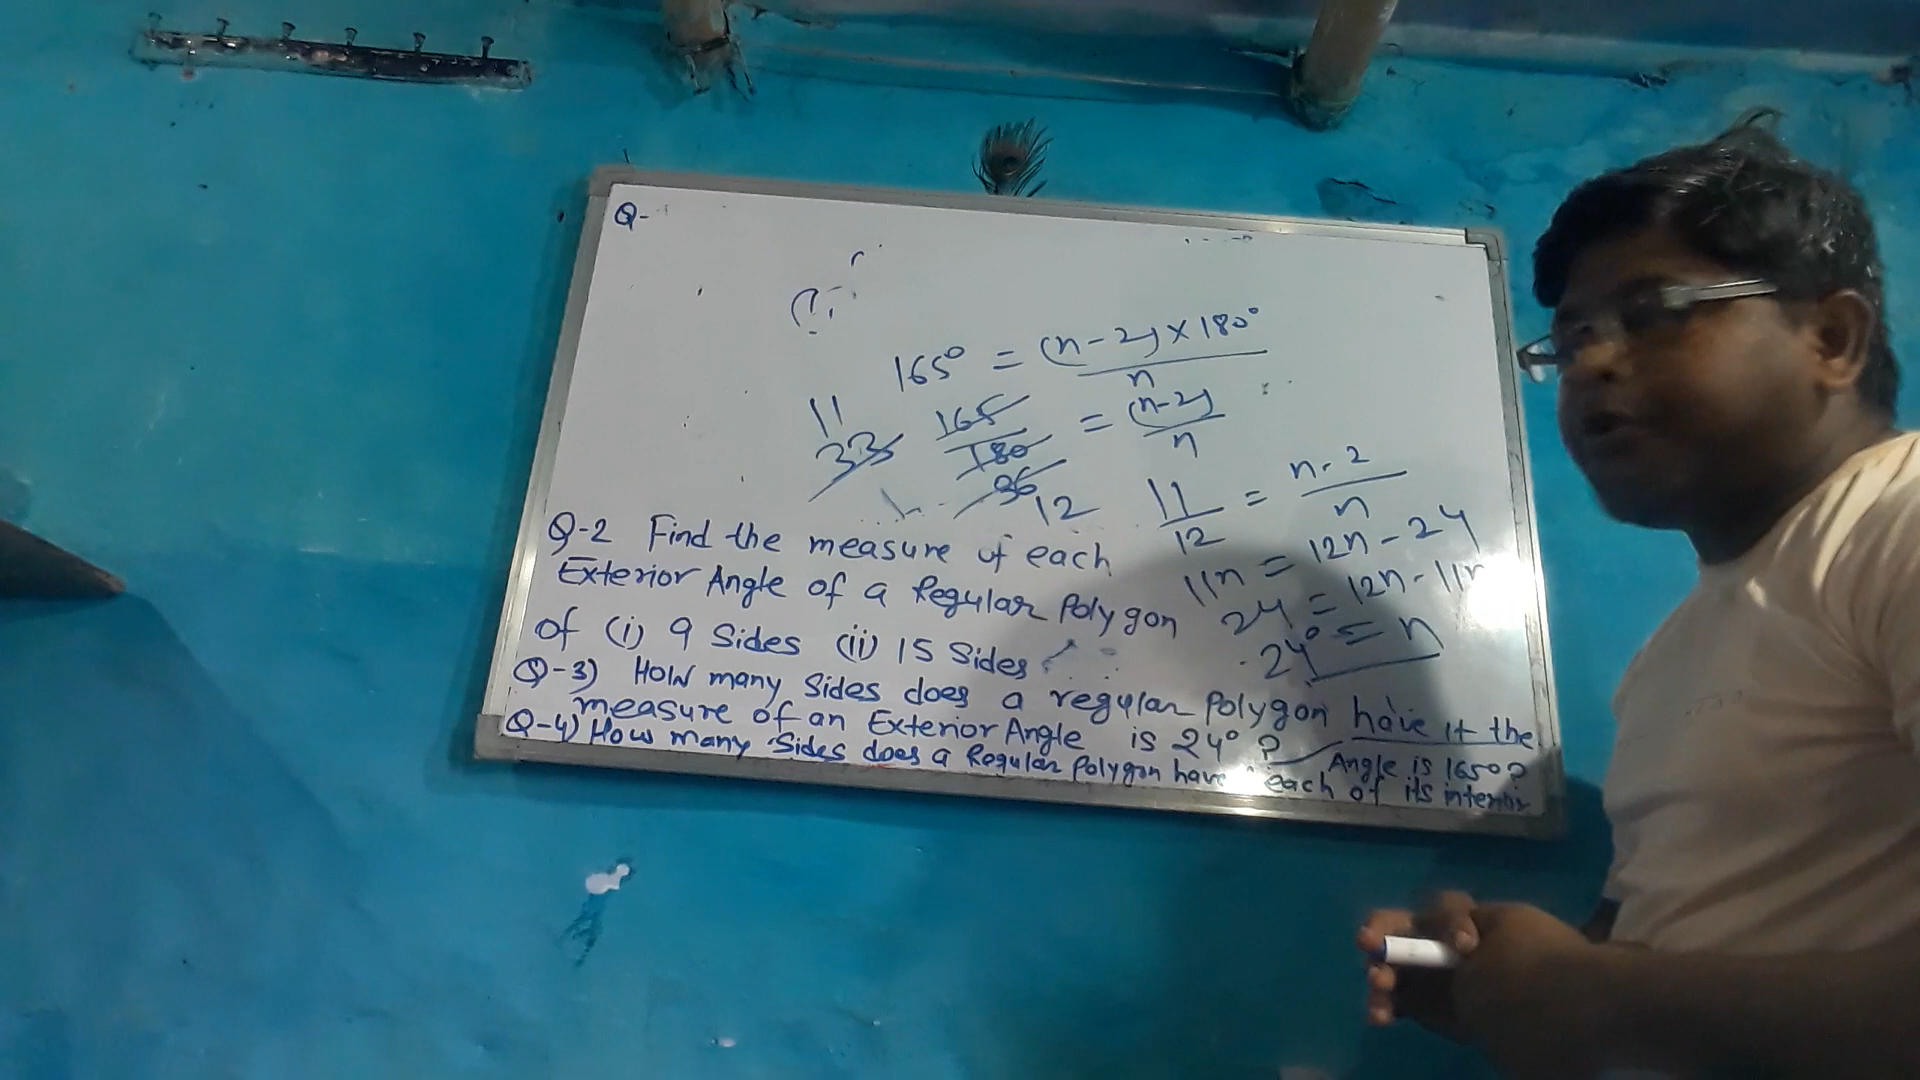 Q-
165° = (n-2) × 180°
n
11
33 165 = (n-2)
180 n
36
12
11 = n-2
12 n
11n = 12n - 24
24 = 12n - 11n
24° = n
Q-2 Find the measure of each
Exterior Angle of a Regular Polygon
of (i) 9 Sides (ii) 15 Sides
Q-3) How many Sides does a regular Polygon have if the
measure of an Exterior Angle is 24°?
Q-4) How many Sides does a Regular Polygon have each of its interior
Angle is 165°?